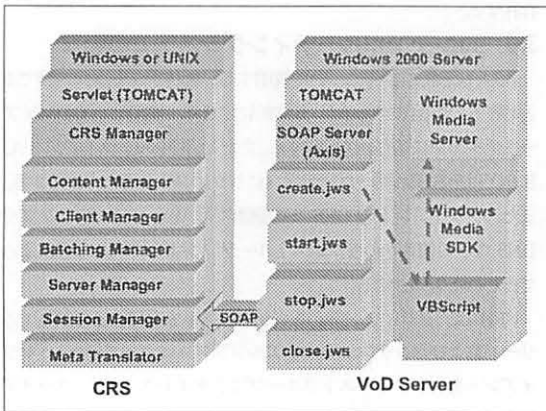 Windows or UNIX
Servlet (TOMCAT)
CRS Manager
Content Manager
Client Manager
Batching Manager
Server Manager
Session Manager
Meta Translator
CRS
SOAP
Windows 2000 Server
TOMCAT
SOAP Server
(Axis)
create.jws
start.jws
stop.jws
close.jws
Windows
Media
Server
Windows
Media
SDK
VBScript
VoD Server